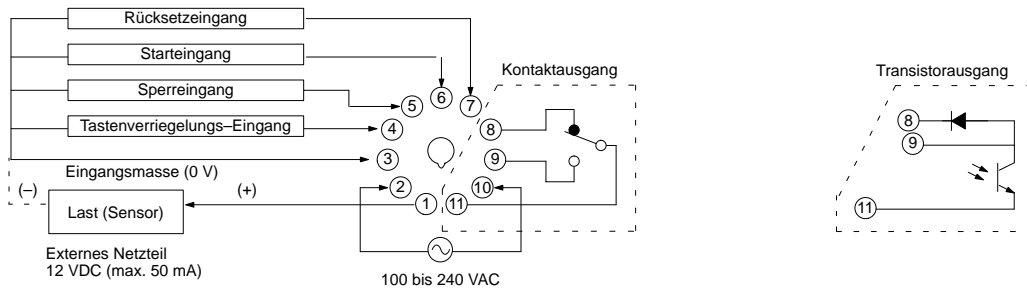 Rücksetzeingang
Starteingang
Sperreingang
Tastenverriegelungs–Eingang
Eingangsmasse (0 V)
(–)
(+)
Last (Sensor)
Externes Netzteil
12 VDC (max. 50 mA)
100 bis 240 VAC
1
2
3
4
5
6
7
8
9
10
11
Kontaktausgang
Transistorausgang
8
9
11